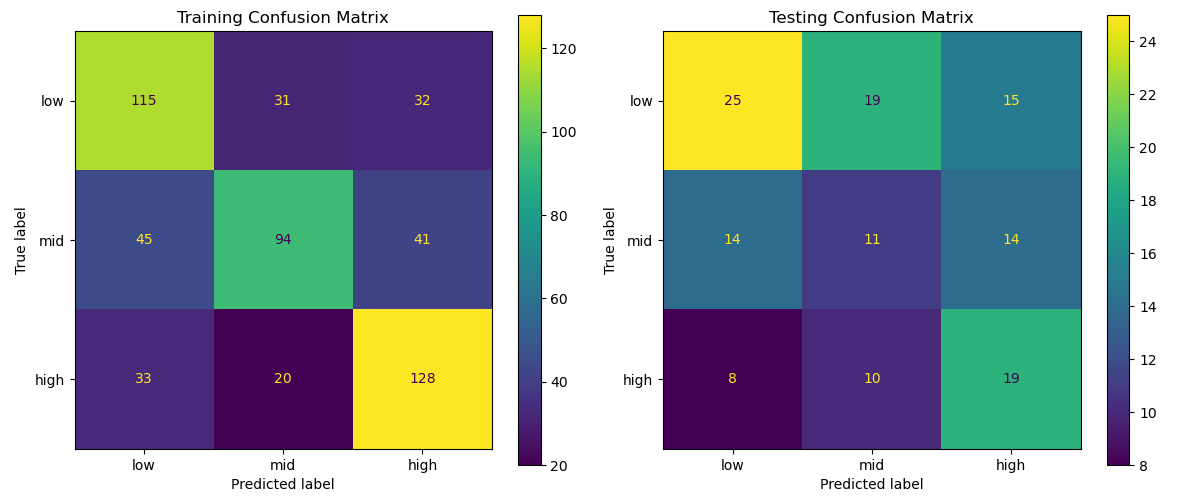 Training Confusion Matrix
low 115 31 32
mid 45 94 41
high 33 20 128
low mid high
Predicted label
True label
120
100
80
60
40
20
Testing Confusion Matrix
low 25 19 15
mid 14 11 14
high 8 10 19
low mid high
Predicted label
True label
24
22
20
18
16
14
12
10
8